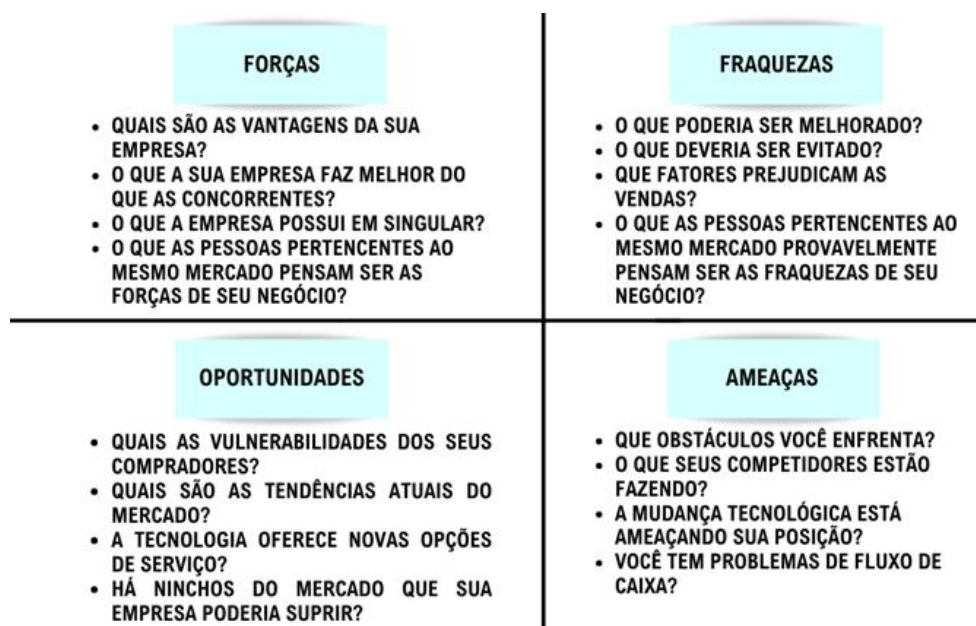 FORÇAS
• QUAIS SÃO AS VANTAGENS DA SUA
EMPRESA?
• O QUE A SUA EMPRESA FAZ MELHOR DO
QUE AS CONCORRENTES?
• O QUE A EMPRESA POSSUI EM SINGULAR?
• O QUE AS PESSOAS PERTENCENTES AO
MESMO MERCADO PENSAM SER AS
FORÇAS DE SEU NEGÓCIO?
FRAQUEZAS
• O QUE PODERIA SER MELHORADO?
• O QUE DEVERIA SER EVITADO?
• QUE FATORES PREJUDICAM AS
VENDAS?
• O QUE AS PESSOAS PERTENCENTES AO
MESMO MERCADO PROVAVELMENTE
PENSAM SER AS FRAQUEZAS DE SEU
NEGÓCIO?
OPORTUNIDADES
• QUAIS AS VULNERABILIDADES DOS SEUS
COMPRADORES?
• QUAIS SÃO AS TENDÊNCIAS ATUAIS DO
MERCADO?
• A TECNOLOGIA OFERECE NOVAS OPÇÕES
DE SERVIÇO?
• HÁ NINCHOS DO MERCADO QUE SUA
EMPRESA PODERIA SUPRIR?
AMEAÇAS
• QUE OBSTÁCULOS VOCÊ ENFRENTA?
• O QUE SEUS COMPETIDORES ESTÃO
FAZENDO?
• A MUDANÇA TECNOLÓGICA ESTÁ
AMEAÇANDO SUA POSIÇÃO?
• VOCÊ TEM PROBLEMAS DE FLUXO DE
CAIXA?